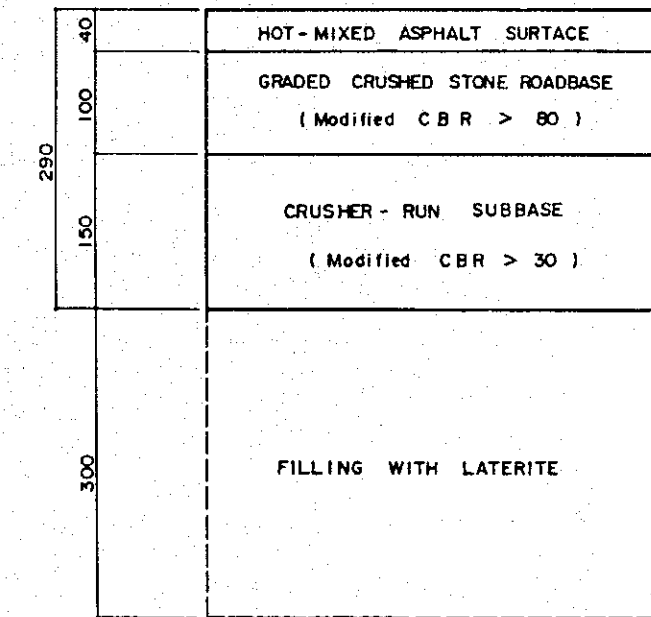 40
HOT-MIXED ASPHALT SURTACE
100
GRADED CRUSHED STONE ROADBASE
(Modified CBR > 80)
290
150
CRUSHER-RUN SUBBASE
(Modified CBR > 30)
300
FILLING WITH LATERITE